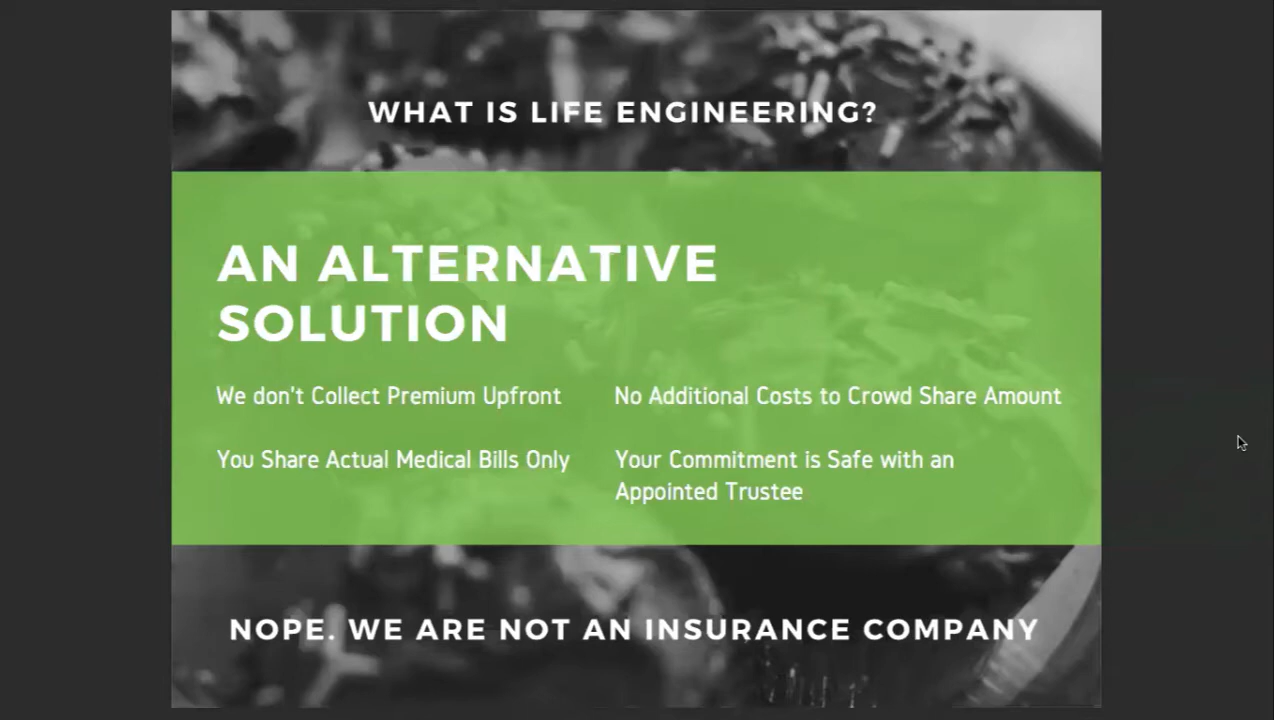 WHAT IS LIFE ENGINEERING?
AN ALTERNATIVE
SOLUTION
We don't Collect Premium Upfront
No Additional Costs to Crowd Share Amount
You Share Actual Medical Bills Only
Your Commitment is Safe with an
Appointed Trustee
NOPE. WE ARE NOT AN INSURANCE COMPANY